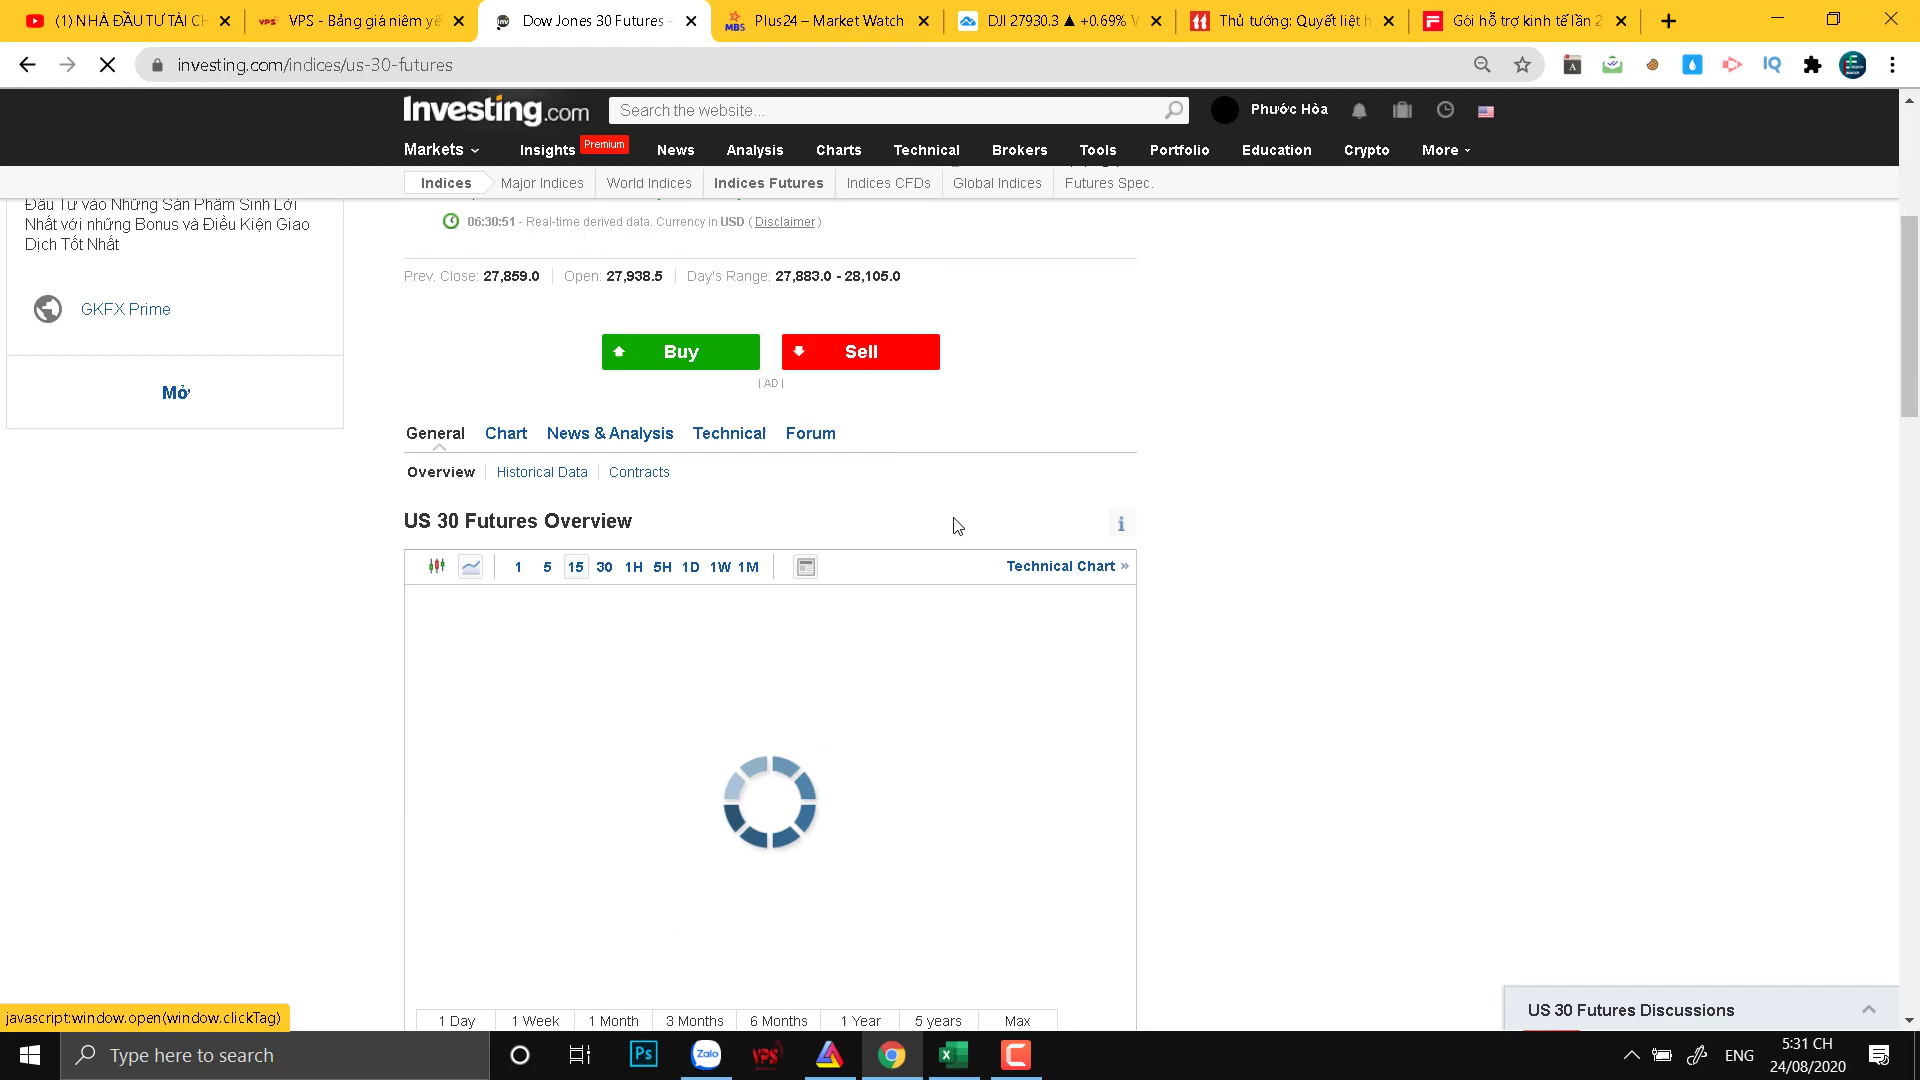 (1) NHÀ ĐẦU TƯ TÀI CH
VPS - Bảng giá niêm yế
Dow Jones 30 Futures -
MBS
Plus24 – Market Watch
DJI 27930.3 ▲ +0.69%
Thủ tướng: Quyết liệt h
Gói hỗ trợ kinh tế lần 2
investing.com/indices/us-30-futures
Investing.com
Search the website...
Phước Hòa
Markets
Insights
Premium
News
Analysis
Charts
Technical
Brokers
Tools
Portfolio
Education
Crypto
More
Indices
Major Indices
World Indices
Indices Futures
Indices CFDs
Global Indices
Futures Spec.
Đầu Tư vào Những Sản Phẩm Sinh Lời
Nhất với những Bonus và Điều Kiện Giao
Dịch Tốt Nhất
GKFX Prime
Mở
06:30:51 - Real-time derived data. Currency in USD ( Disclaimer )
Prev. Close: 27,859.0
Open: 27,938.5
Day's Range: 27,883.0 - 28,105.0
Buy
Sell
| AD |
General
Chart
News & Analysis
Technical
Forum
Overview
Historical Data
Contracts
US 30 Futures Overview
1
5
15
30
1H
5H
1D
1W
1M
Technical Chart »
1 Day
1 Week
1 Month
3 Months
6 Months
1 Year
5 years
Max
javascript:window.open(window.clickTag)
US 30 Futures Discussions
Type here to search
Ps
Zalo
VPS
ENG
5:31 CH
24/08/2020